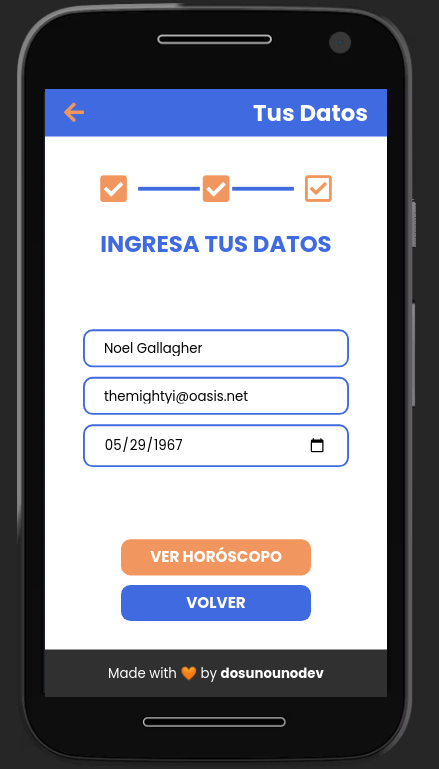 Tus Datos
INGRESA TUS DATOS
Noel Gallagher
themightyi@oasis.net
05/29/1967
VER HORÓSCOPO
VOLVER
Made with 🧡 by dosunounodev